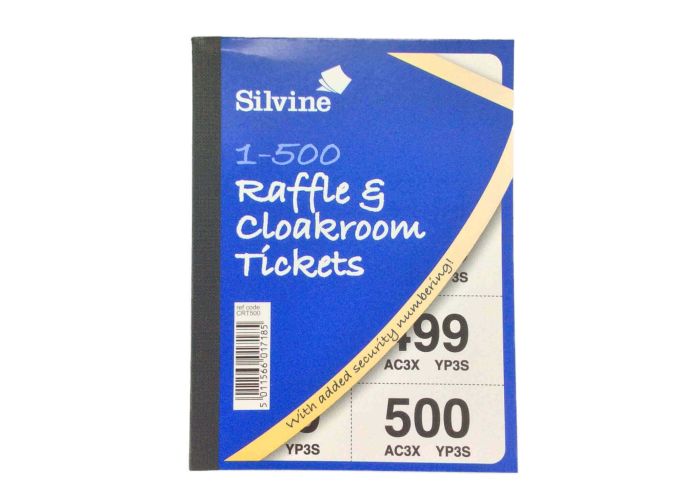 Silvine
1-500
Raffle &
Cloakroom
Tickets
ref code
CRT500
5 011566 017185
With added security numbering!
3S
499
AC3X YP3S
500
AC3X YP3S
YP3S